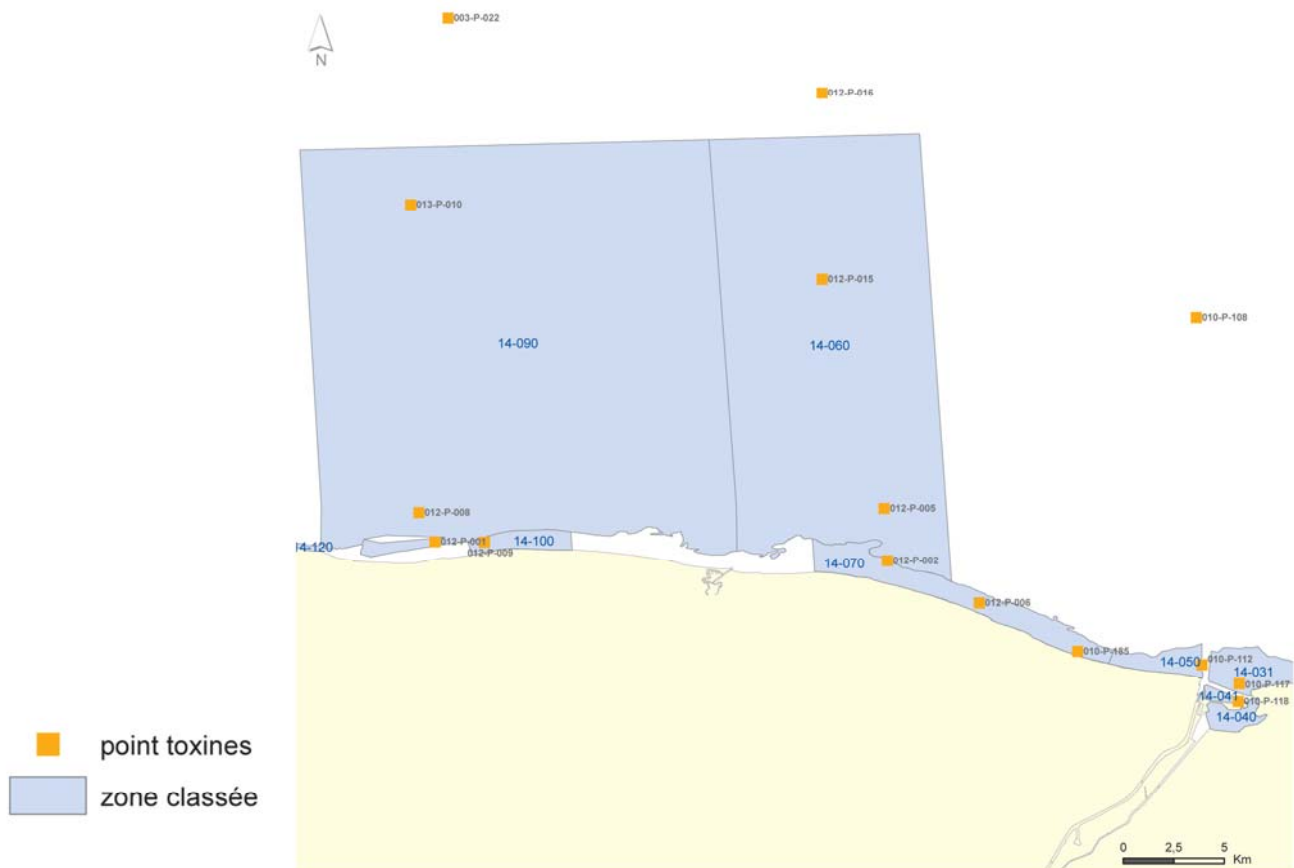 003-P-022
N
012-P-016
013-P-010
012-P-015
010-P-108
14-090
14-060
012-P-008
012-P-005
14-120
012-P-001
14-100
012-P-009
012-P-002
14-070
012-P-006
010-P-185
14-050
010-P-112
14-031
010-P-117
14-041
010-P-118
14-040
point toxines
zone classée
0 2,5 5
Km